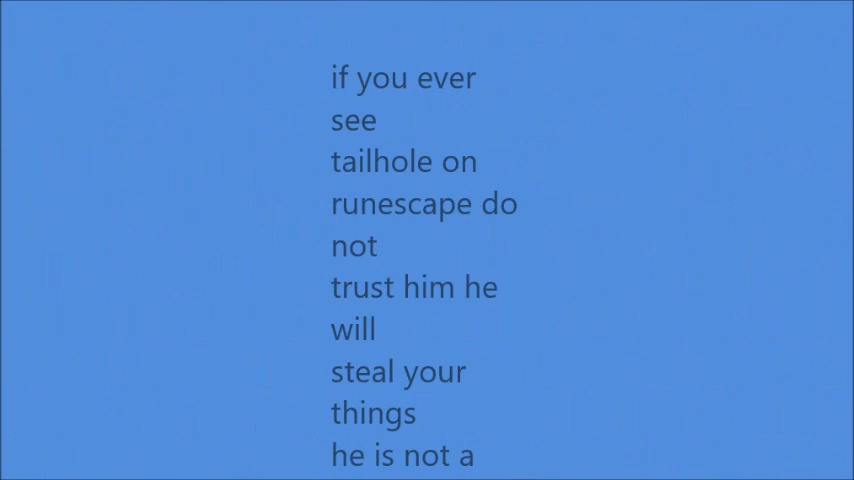 if you ever
see
tailhole on
runescape do
not
trust him he
will
steal your
things
he is not a